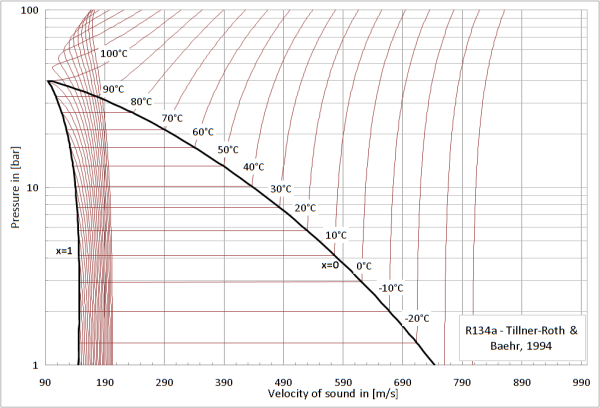 100
100°C
90°C
80°C
70°C
60°C
50°C
40°C
10
30°C
20°C
10°C
x=1
x=0
0°C
-10°C
-20°C
R134a - Tillner-Roth &
Baehr, 1994
1
90 190 290 390 490 590 690 790 890 990
Velocity of sound in [m/s]
Pressure in [bar]